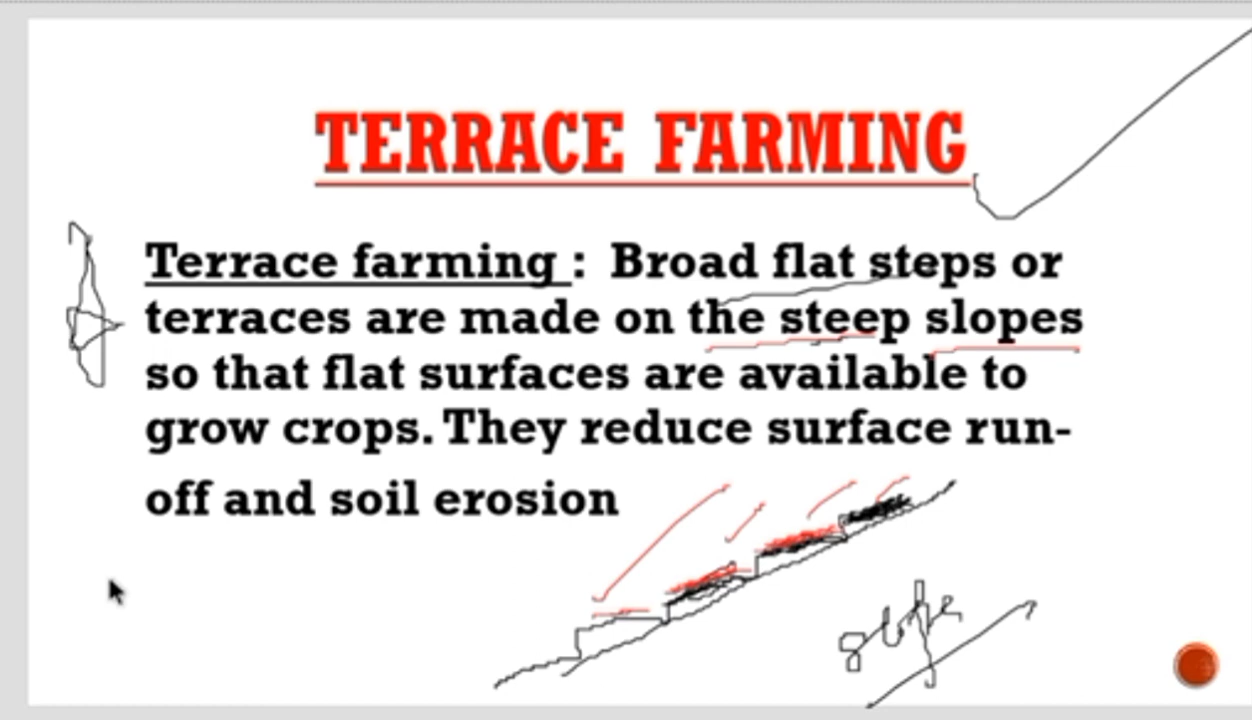 TERRACE FARMING
Terrace farming : Broad flat steps or
terraces are made on the steep slopes
so that flat surfaces are available to
grow crops. They reduce surface run-
off and soil erosion